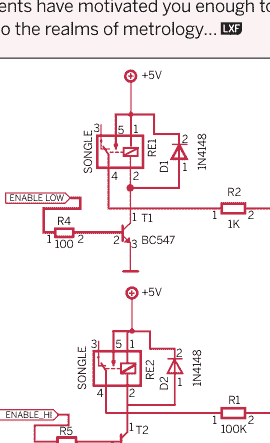 ents have motivated you enough to
o the realms of metrology... LXF
+5V
3
5
1
2
SONGLE
RE1
D1
1N4148
4
2
1
ENABLE LOW
R2
1
2
1K
R4
1
2
100
1
T1
2
3
BC547
+5V
3
5
1
2
SONGLE
RE2
D2
1N4148
4
2
1
R1
1
2
100K
ENABLE_HI
1
T2
R5